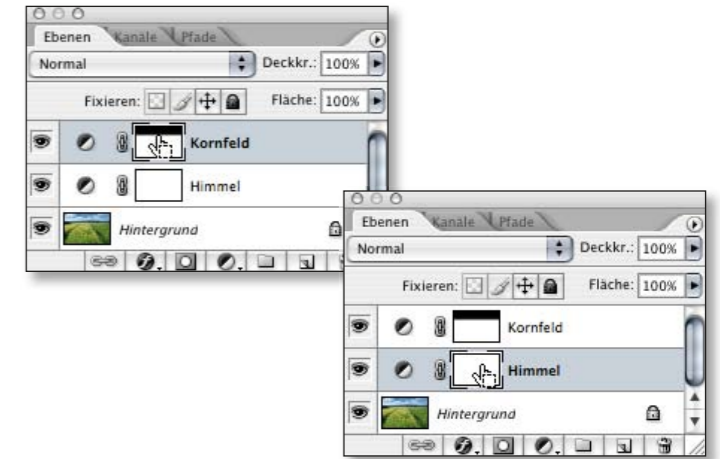 Ebenen Kanäle Pfade
Normal Deckkr.: 100%
Fixieren: Fläche: 100%
Kornfeld
Himmel
Hintergrund
Ebenen Kanäle Pfade
Normal Deckkr.: 100%
Fixieren: Fläche: 100%
Kornfeld
Himmel
Hintergrund